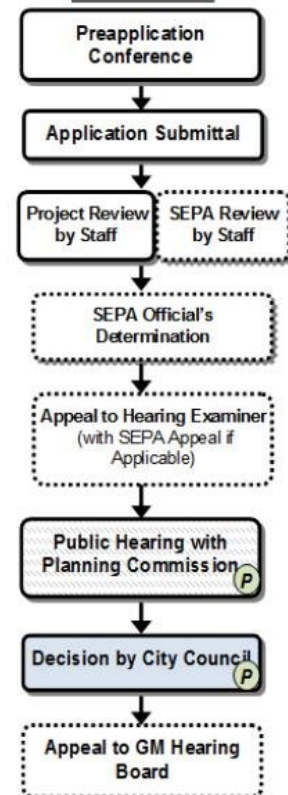 Preapplication
Conference
Application Submittal
Project Review
by Staff
SEPA Review
by Staff
SEPA Official's
Determination
Appeal to Hearing Examiner
(with SEPA Appeal if
Applicable)
Public Hearing with
Planning Commission
P
Decision by City Council
P
Appeal to GM Hearing
Board